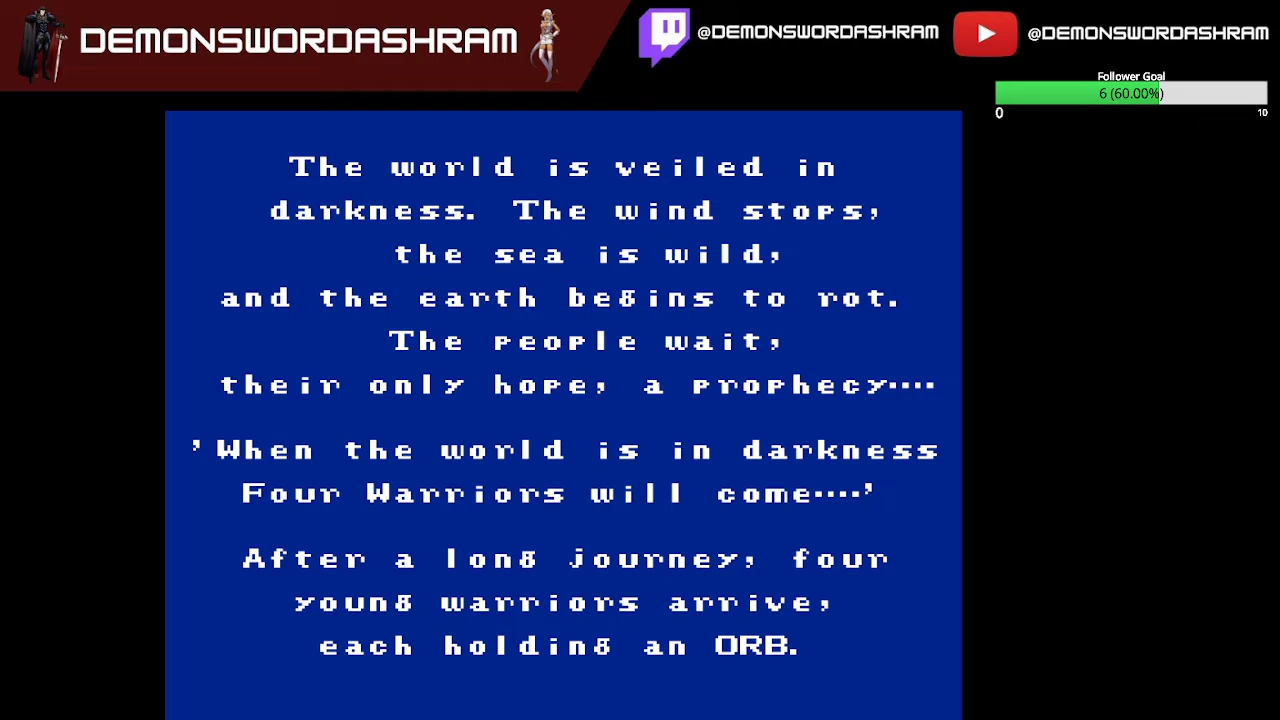 DEMONSWORDASHRAM
@DEMONSWORDASHRAM
@DEMONSWORDASHRAM
Follower Goal
6 (60.00%)
0
10
The world is veiled in
darkness. The wind stops,
the sea is wild,
and the earth begins to rot.
The people wait,
their only hope, a prophecy....
'When the world is in darkness
Four Warriors will come....'
After a long journey, four
young warriors arrive,
each holding an ORB.